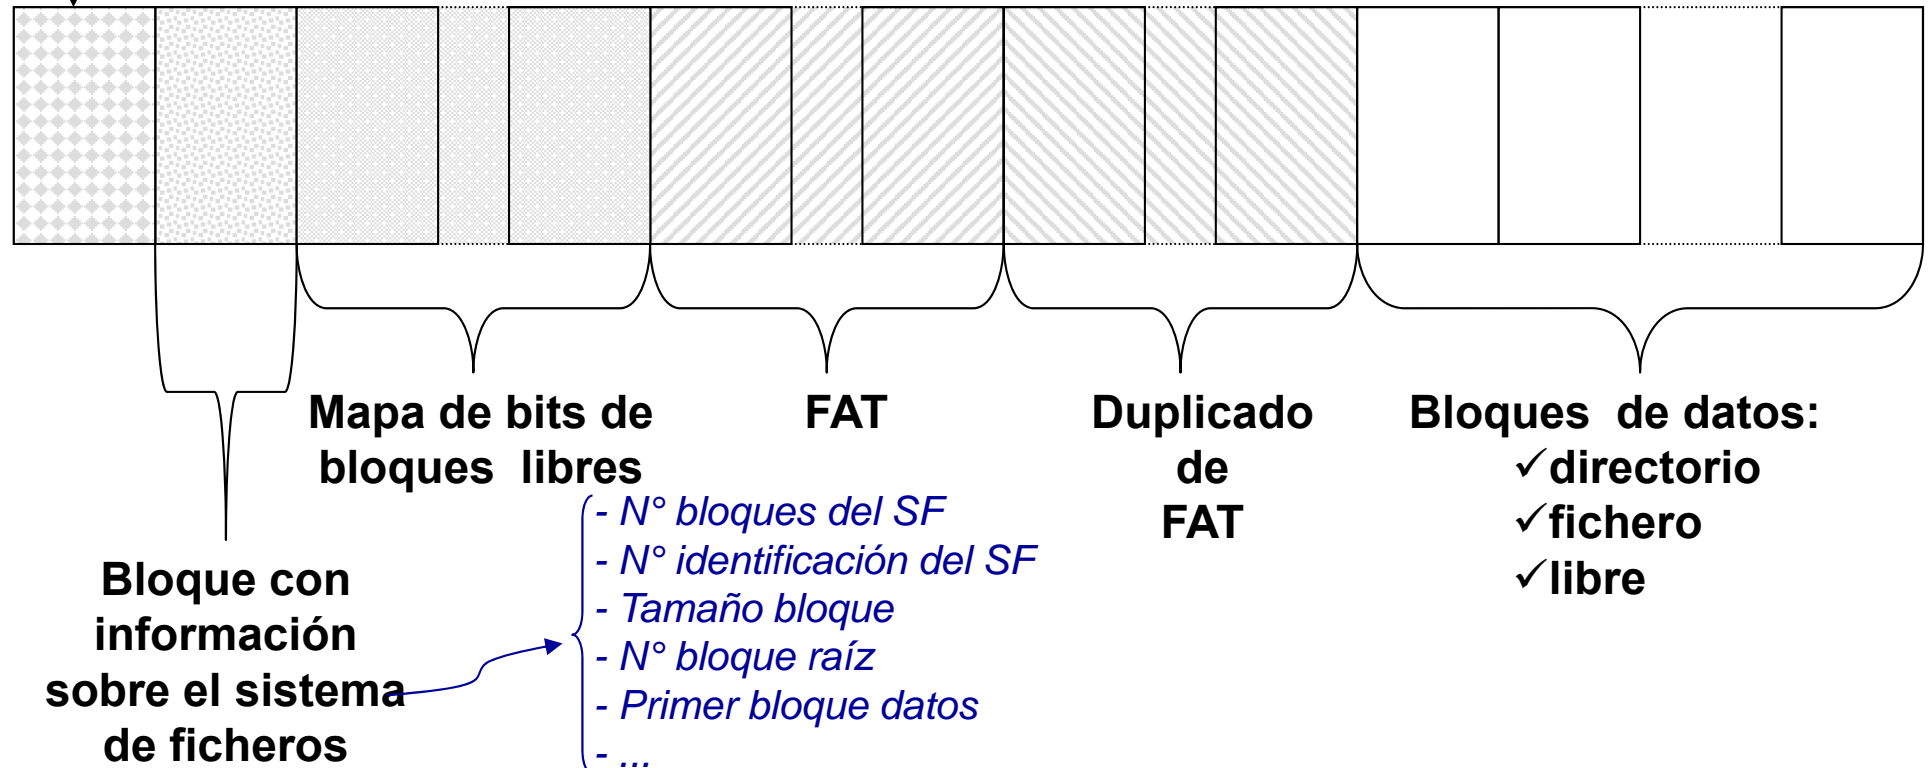 Mapa de bits de
bloques libres
FAT
Duplicado
de
FAT
Bloques de datos:
✓directorio
✓fichero
✓libre
Bloque con
información
sobre el sistema
de ficheros
- N° bloques del SF
- N° identificación del SF
- Tamaño bloque
- N° bloque raíz
- Primer bloque datos
- ...